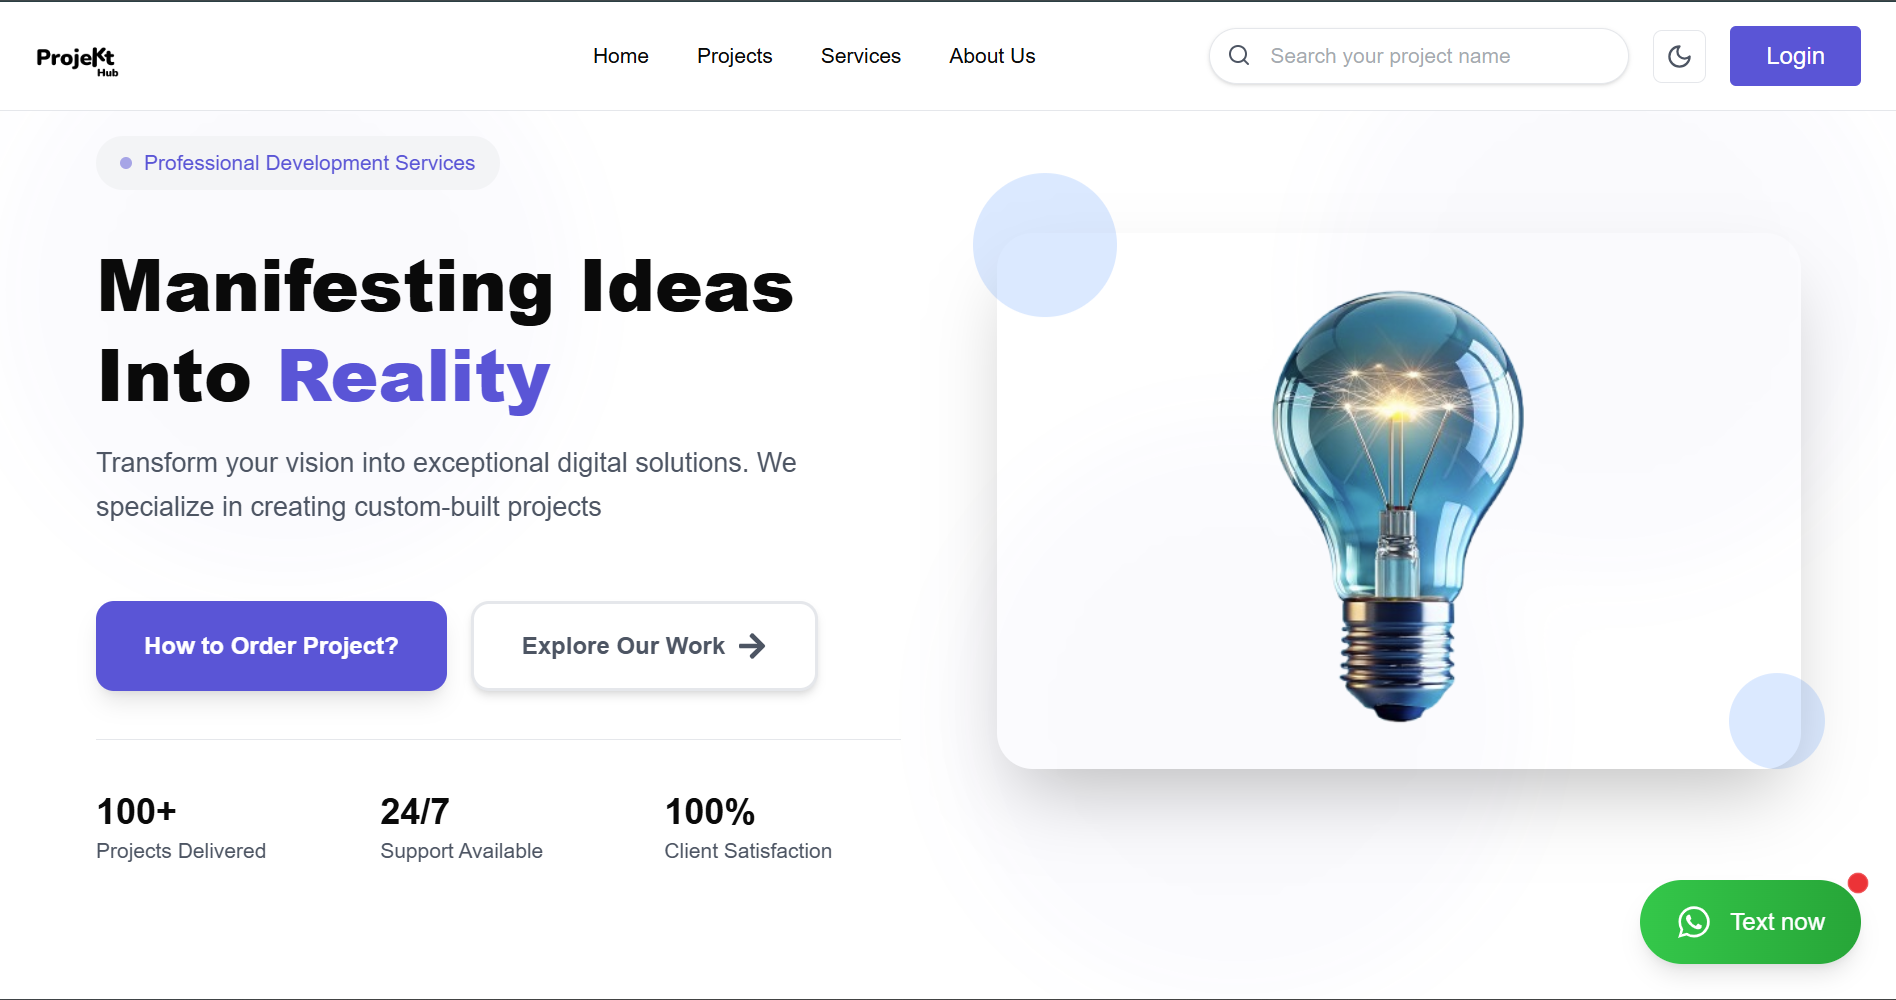 ProjeKt
Hub
Home
Projects
Services
About Us
Search your project name
Login
Professional Development Services
Manifesting Ideas
Into Reality
Transform your vision into exceptional digital solutions. We
specialize in creating custom-built projects
How to Order Project?
Explore Our Work
100+
Projects Delivered
24/7
Support Available
100%
Client Satisfaction
Text now